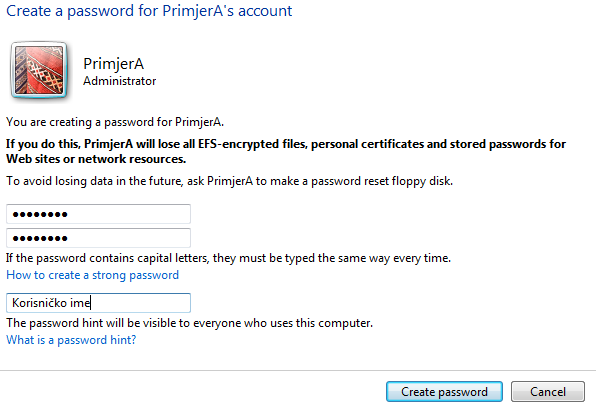 Create a password for PrimjerA's account
PrimjerA
Administrator
You are creating a password for PrimjerA.
If you do this, PrimjerA will lose all EFS-encrypted files, personal certificates and stored passwords for
Web sites or network resources.
To avoid losing data in the future, ask PrimjerA to make a password reset floppy disk.
●●●●●●●●
●●●●●●●●
If the password contains capital letters, they must be typed the same way every time.
How to create a strong password
Korisničko ime
The password hint will be visible to everyone who uses this computer.
What is a password hint?
Create password
Cancel